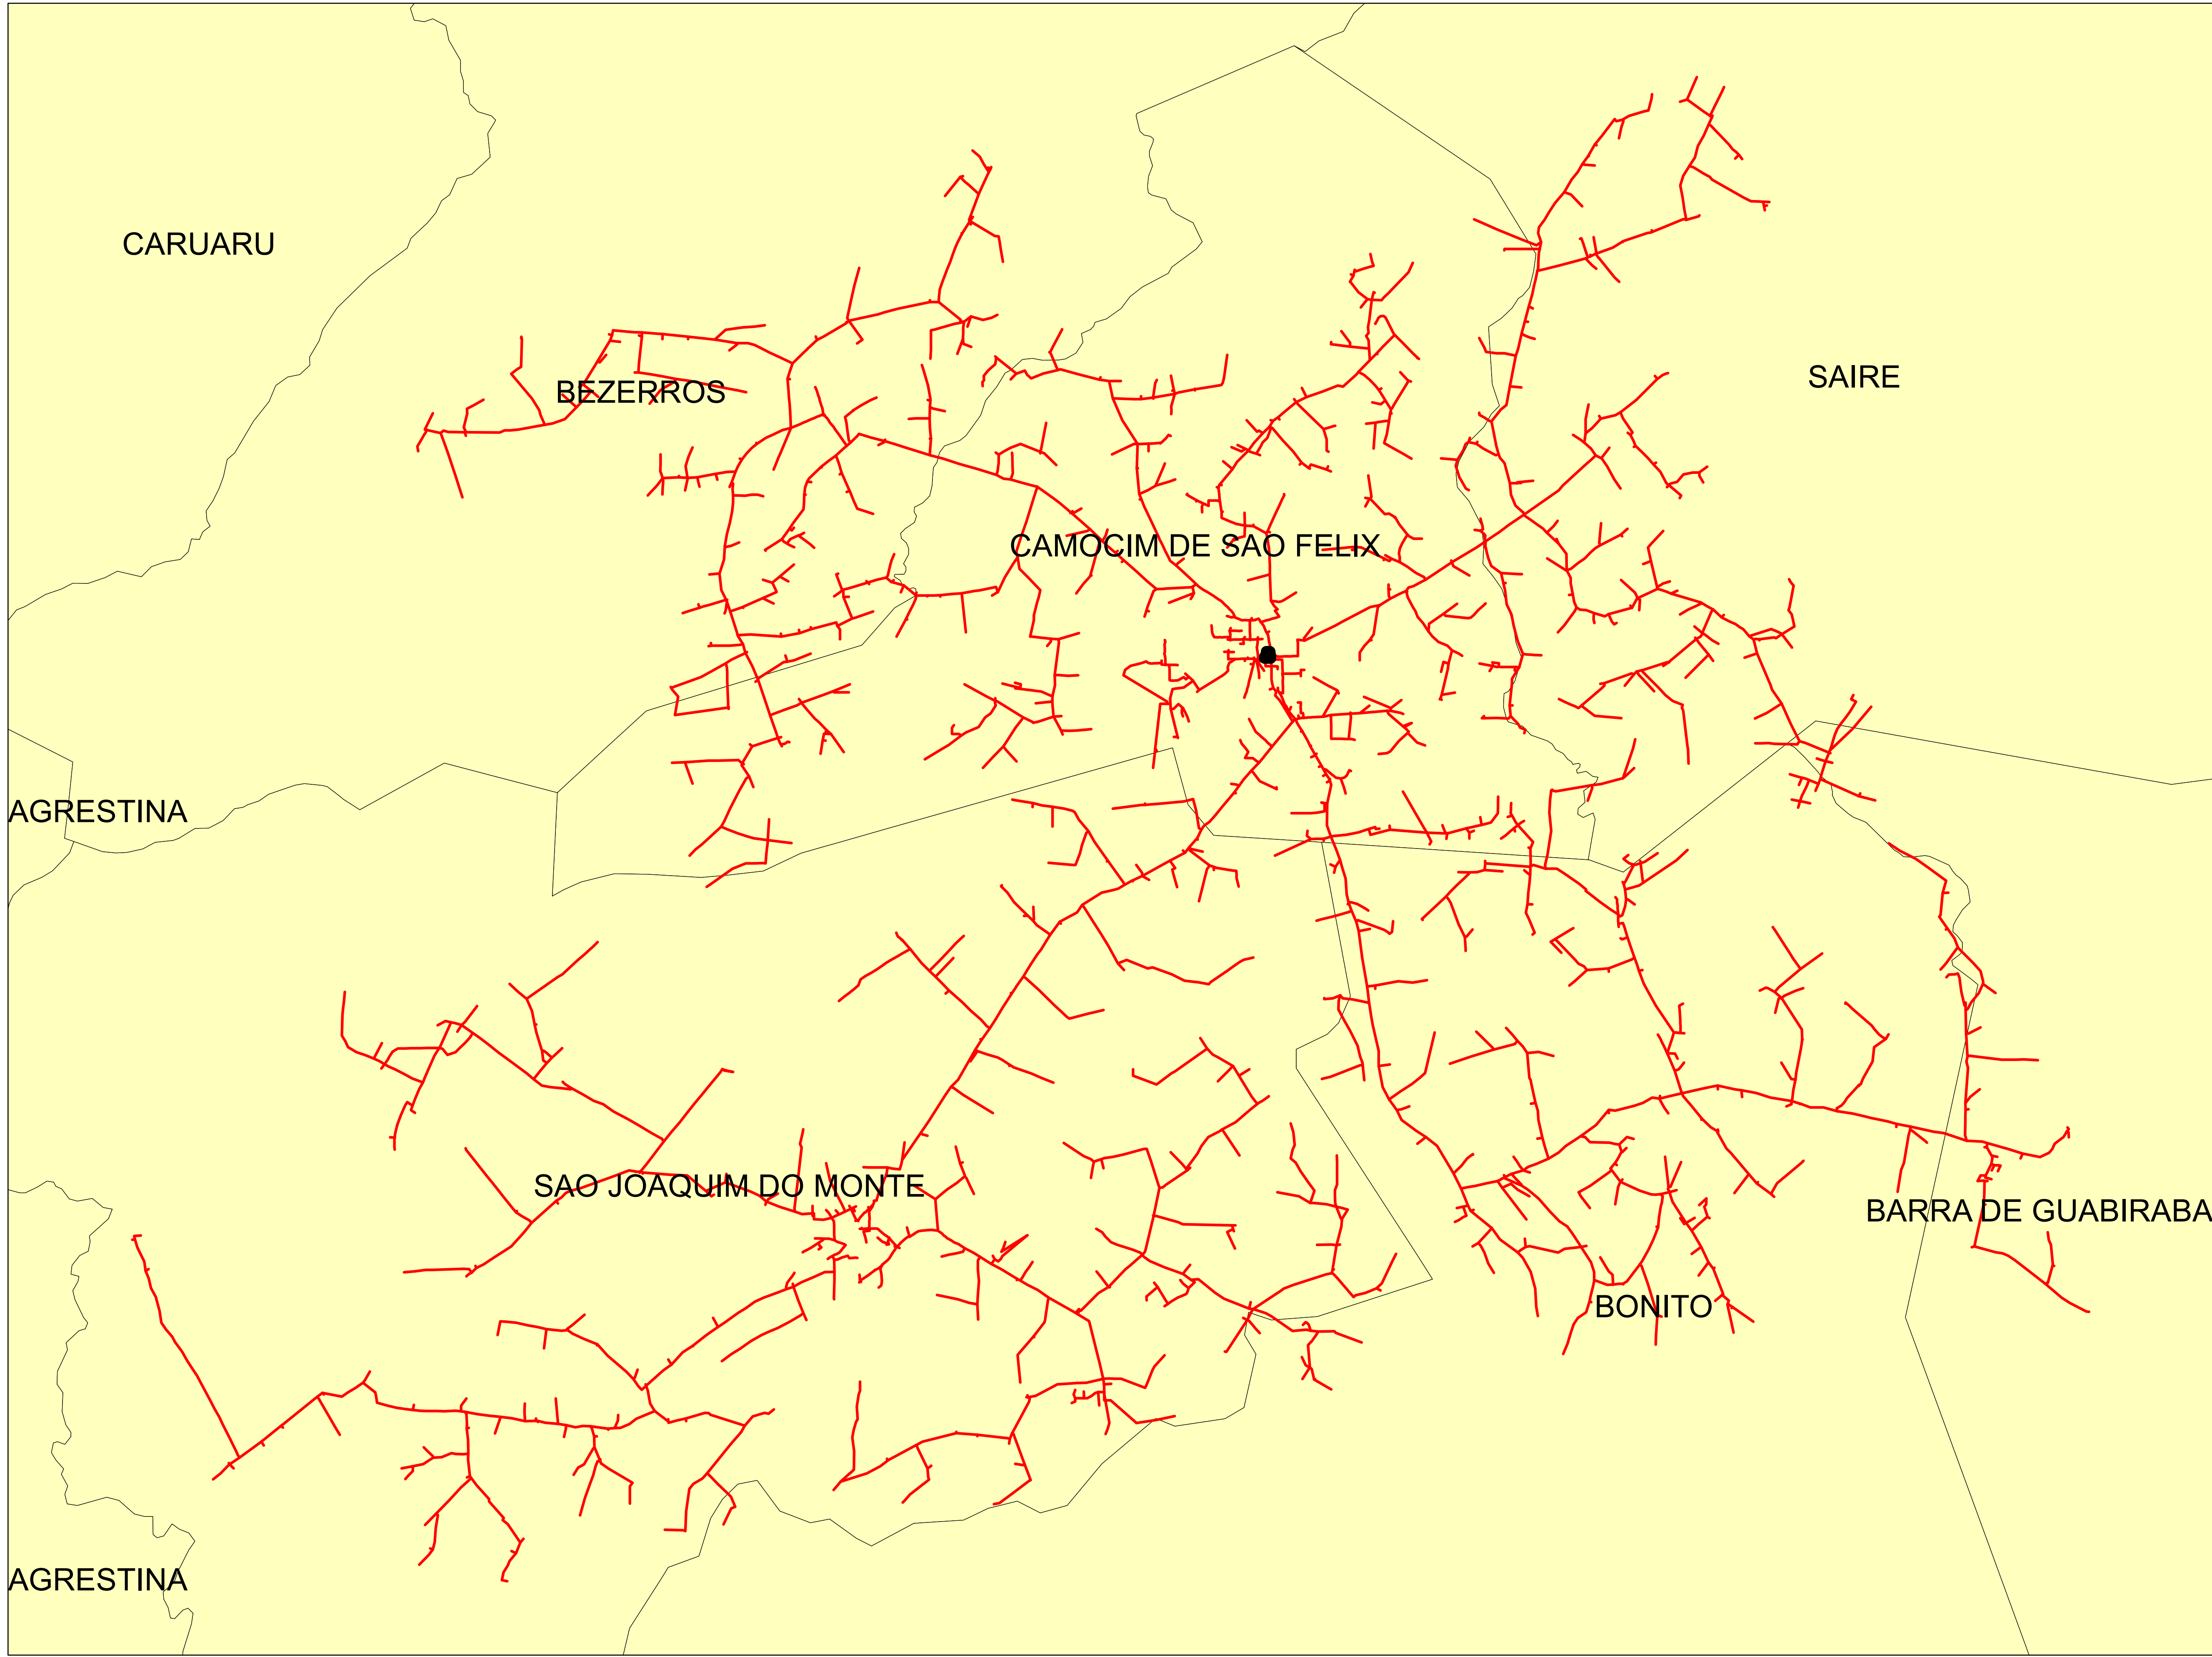 CARUARU
SAIRE
BEZERROS
CAMOCIM DE SAO FELIX
AGRESTINA
SAO JOAQUIM DO MONTE
BARRA DE GUABIRABA
BONITO
AGRESTINA